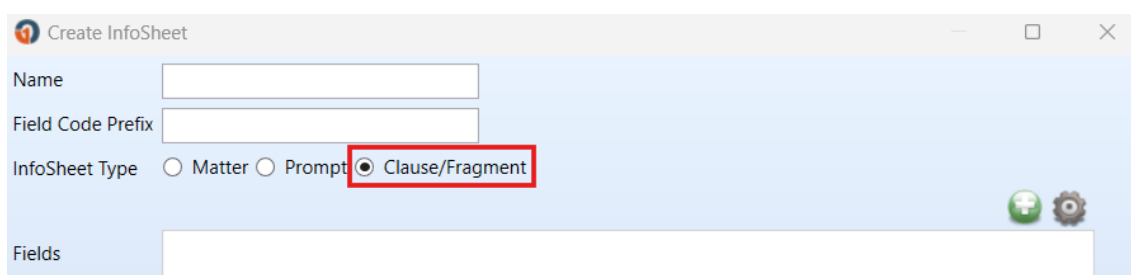 Create InfoSheet
Name
Field Code Prefix
InfoSheet Type Matter Prompt Clause/Fragment
Fields